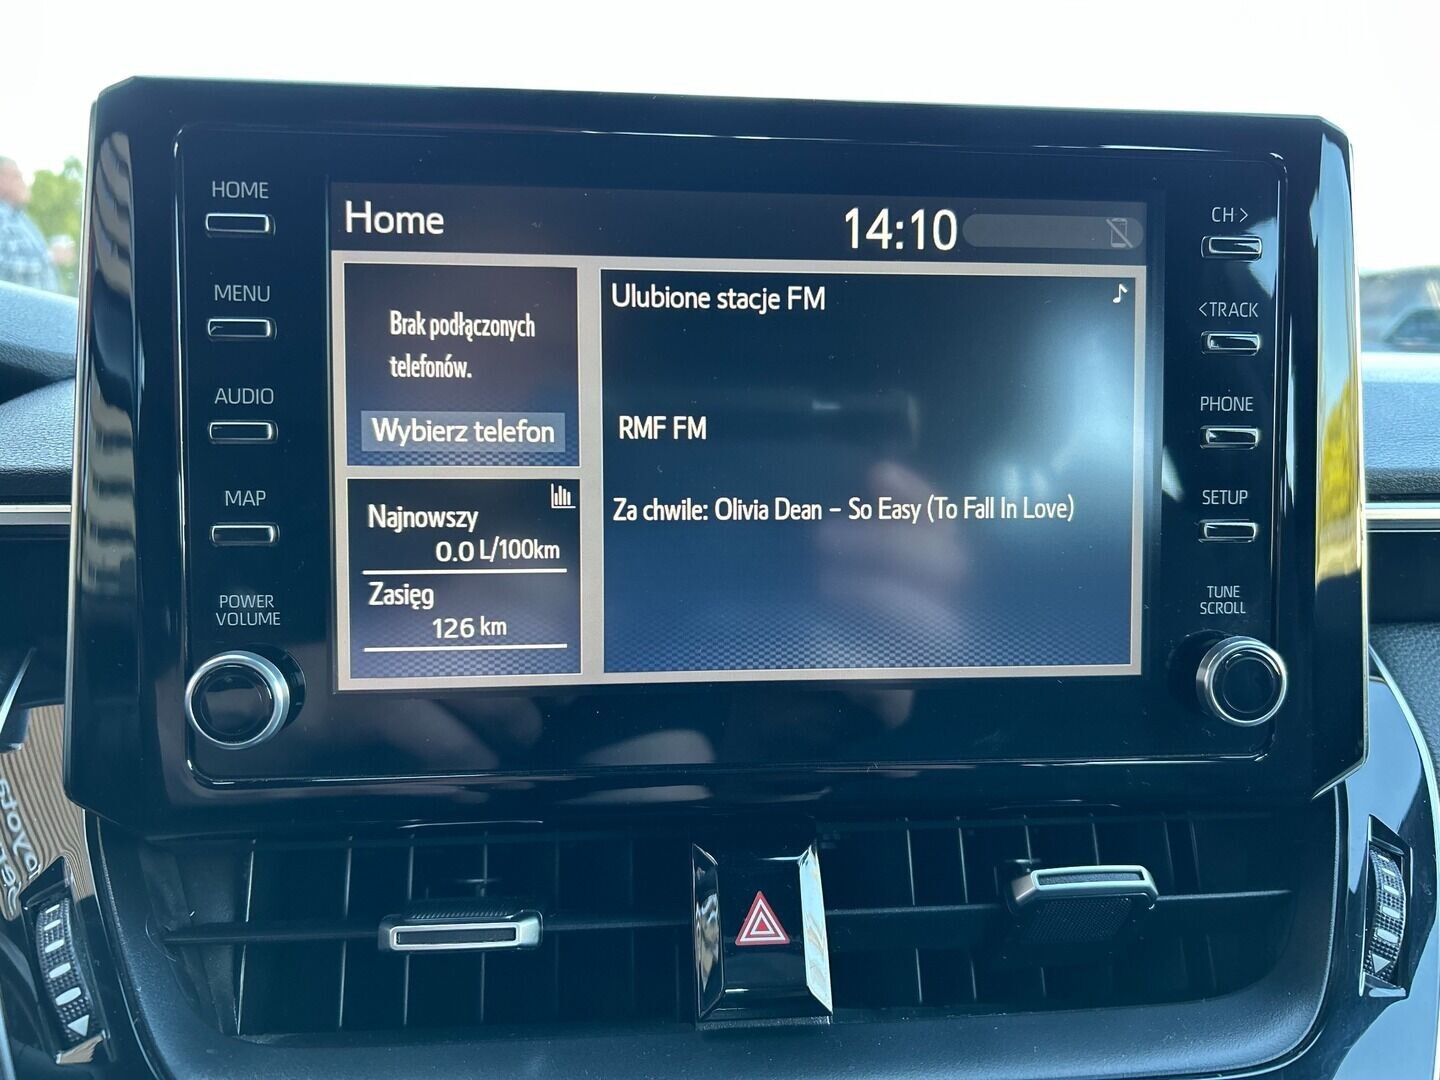 HOME
MENU
AUDIO
MAP
POWER
VOLUME
Home
14:10
Brak podłączonych
telefonów.
Wybierz telefon
Najnowszy
0.0 L/100km
Zasięg
126 km
Ulubione stacje FM
RMF FM
Za chwile: Olivia Dean – So Easy (To Fall In Love)
CH >
< TRACK
PHONE
SETUP
TUNE
SCROLL